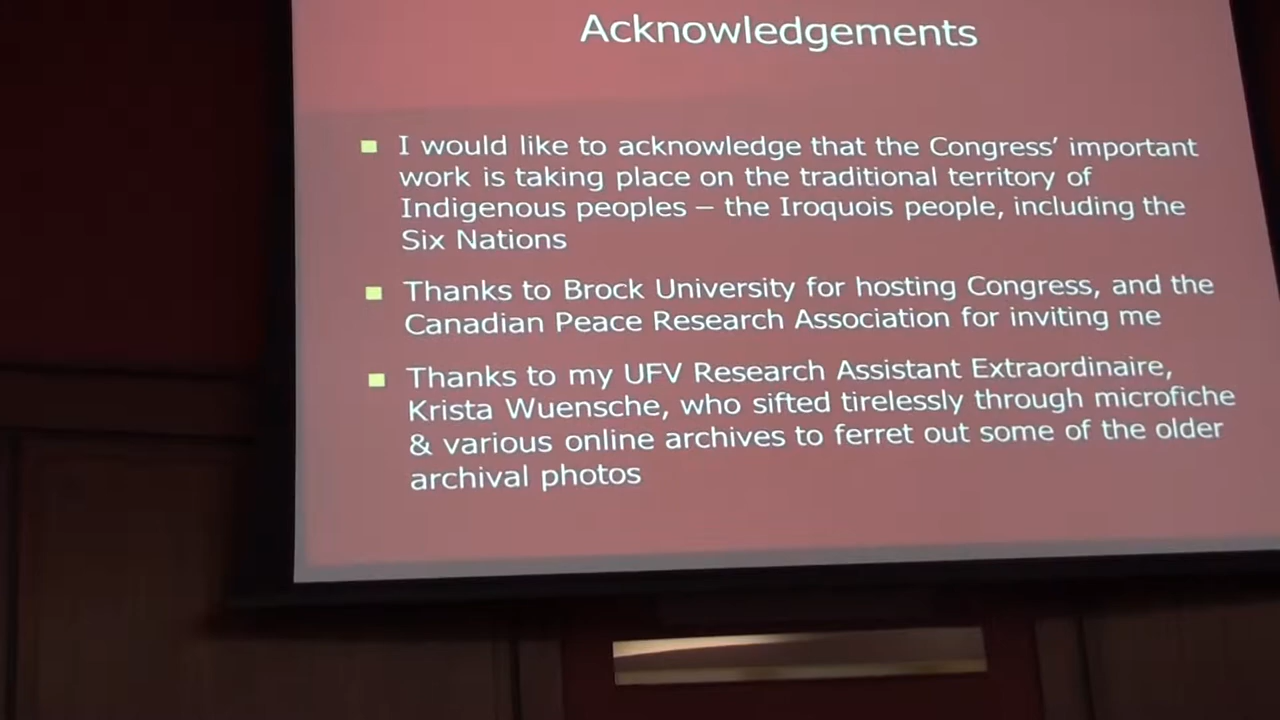 Acknowledgements
I would like to acknowledge that the Congress’ important
work is taking place on the traditional territory of
Indigenous peoples – the Iroquois people, including the
Six Nations
Thanks to Brock University for hosting Congress, and the
Canadian Peace Research Association for inviting me
Thanks to my UFV Research Assistant Extraordinaire,
Krista Wuensche, who sifted tirelessly through microfiche
& various online archives to ferret out some of the older
archival photos